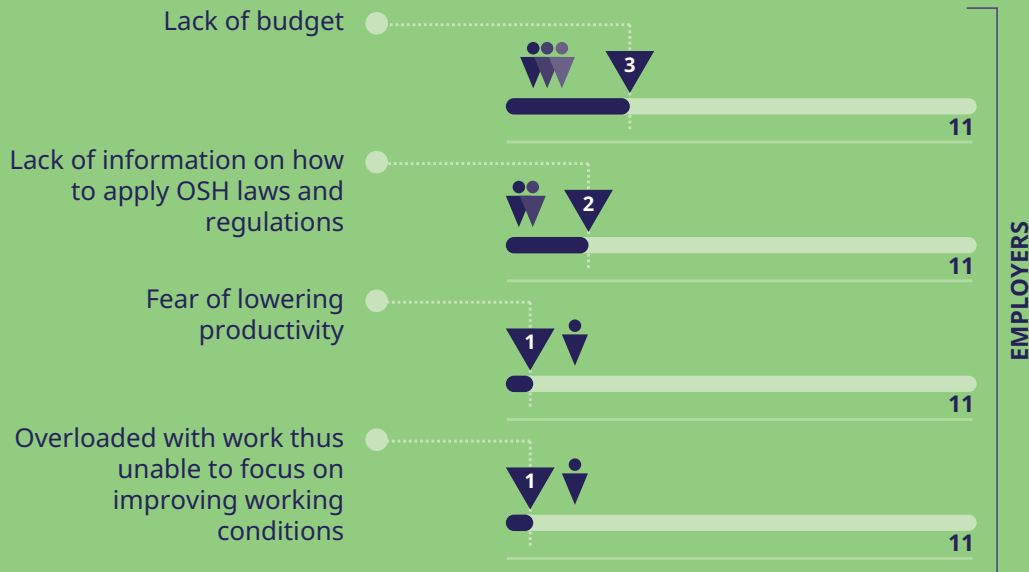 Lack of budget
3
11
Lack of information on how
to apply OSH laws and
regulations
2
11
Fear of lowering
productivity
1
11
Overloaded with work thus
unable to focus on
improving working
conditions
1
11
EMPLOYERS